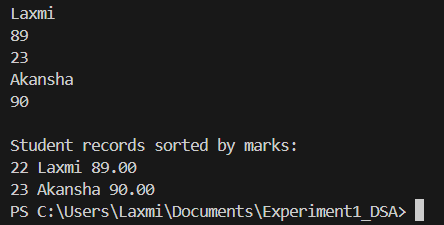 Laxmi
89
23
Akansha
90
Student records sorted by marks:
22 Laxmi 89.00
23 Akansha 90.00
PS C:\Users\Laxmi\Documents\Experiment1_DSA>